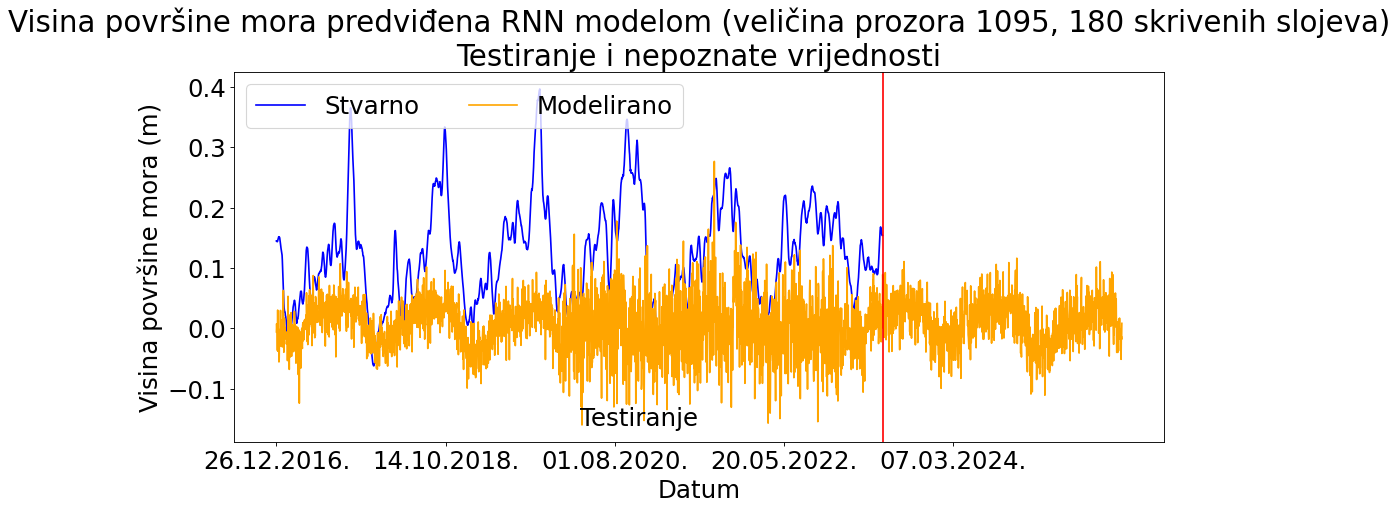 Visina površine mora predviđena RNN modelom (veličina prozora 1095, 180 skrivenih slojeva)
Testiranje i nepoznate vrijednosti
Stvarno
Modelirano
Visina površine mora (m)
0.4
0.3
0.2
0.1
0.0
−0.1
Testiranje
26.12.2016.
14.10.2018.
01.08.2020.
20.05.2022.
07.03.2024.
Datum